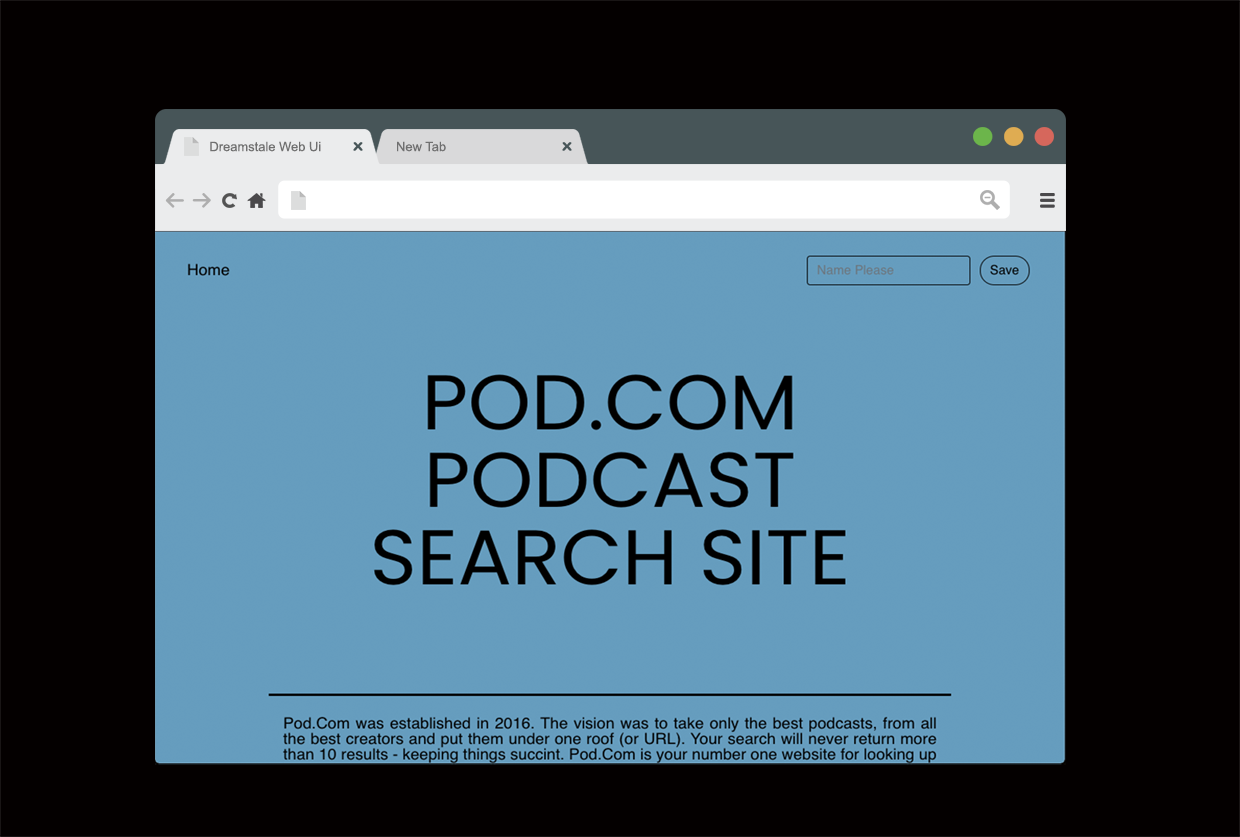 Dreamstale Web Ui
New Tab
Home
Name Please
Save
POD.COM
PODCAST
SEARCH SITE
Pod.Com was established in 2016. The vision was to take only the best podcasts, from all
the best creators and put them under one roof (or URL). Your search will never return more
than 10 results - keeping things succint. Pod.Com is your number one website for looking up